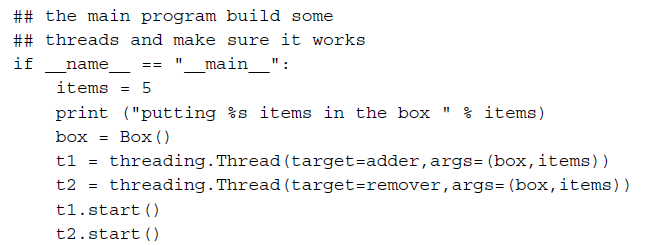 ## the main program build some
## threads and make sure it works
if __name__ == "__main__":
    items = 5
    print ("putting %s items in the box " % items)
    box = Box()
    t1 = threading.Thread(target=adder,args=(box,items))
    t2 = threading.Thread(target=remover,args=(box,items))
    t1.start()
    t2.start()